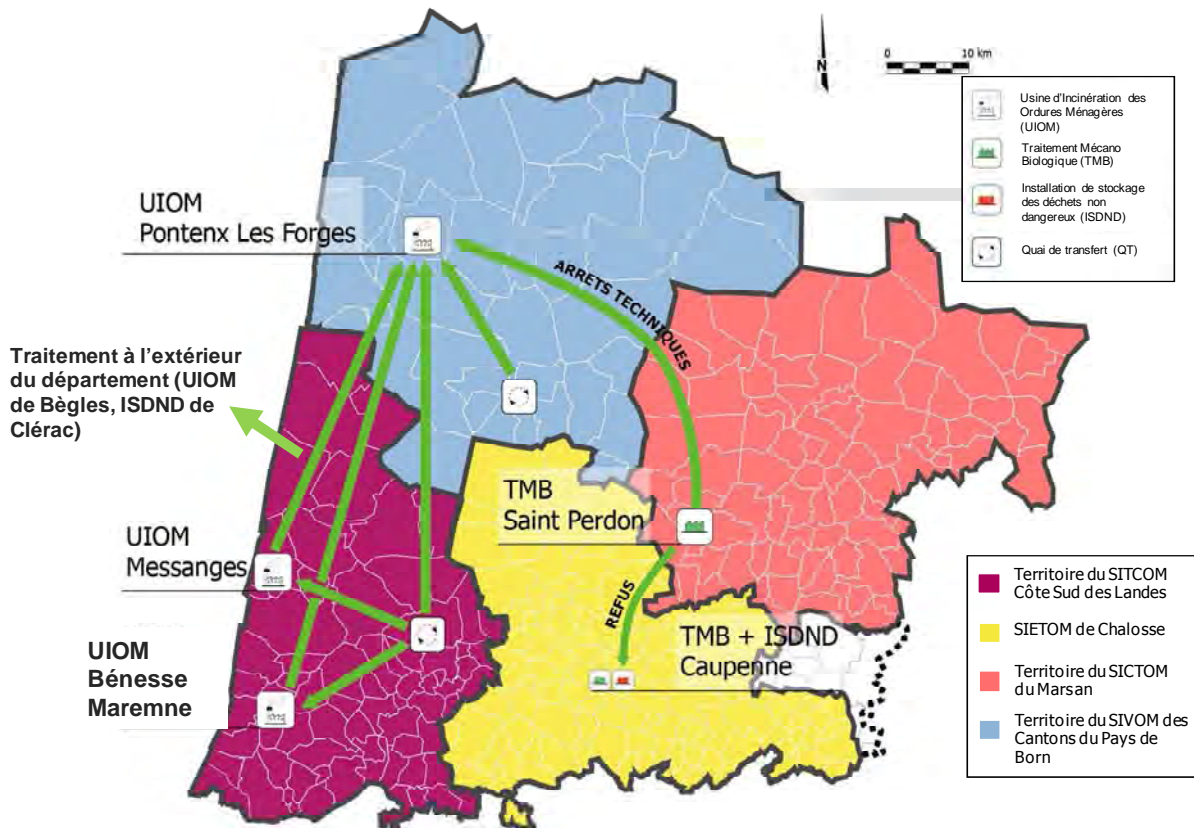 N
0 10 km
Usine d'Incinération des
Ordures Ménagères
(UIOM)
Traitement Mécano
Biologique (TMB)
Installation de stockage
des déchets non
dangereux (ISDND)
Quai de transfert (QT)
UIOM
Pontenx Les Forges
ARRETS TECHNIQUES
Traitement à l'extérieur
du département (UIOM
de Bègles, ISDND de
Clérac)
TMB
Saint Perdon
UIOM
Messanges
REFUS
TMB + ISDND
Caupenne
UIOM
Bénesse
Maremne
Territoire du SITCOM
Côte Sud des Landes
SIETOM de Chalosse
Territoire du SICTOM
du Marsan
Territoire du SIVOM des
Cantons du Pays de
Born